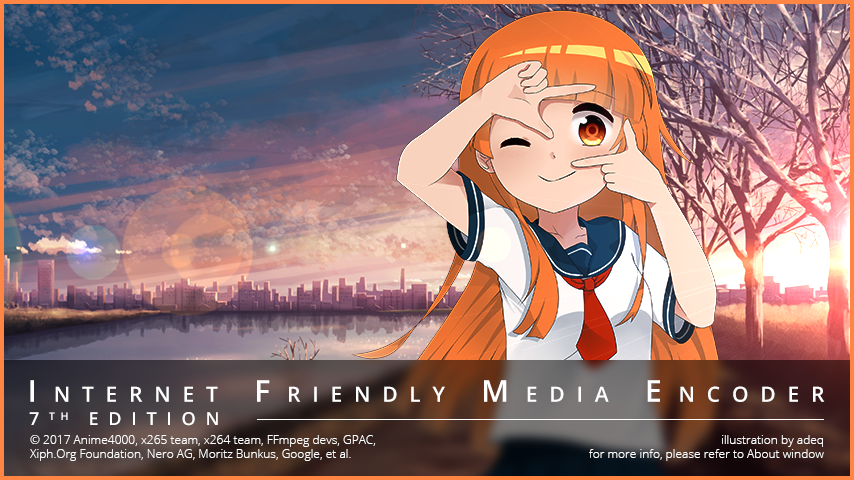 Internet Friendly Media Encoder
7TH EDITION
© 2017 Anime4000, x265 team, x264 team, FFmpeg devs, GPAC,
Xiph.Org Foundation, Nero AG, Moritz Bunkus, Google, et al.
illustration by adeq
for more info, please refer to About window